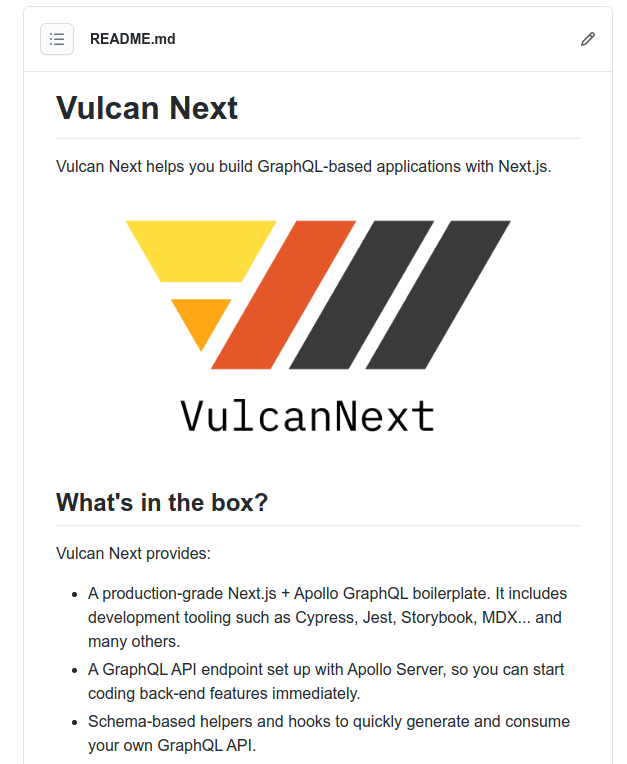 README.md
Vulcan Next
Vulcan Next helps you build GraphQL-based applications with Next.js.
VulcanNext
What's in the box?
Vulcan Next provides:
A production-grade Next.js + Apollo GraphQL boilerplate. It includes
development tooling such as Cypress, Jest, Storybook, MDX... and
many others.
A GraphQL API endpoint set up with Apollo Server, so you can start
coding back-end features immediately.
Schema-based helpers and hooks to quickly generate and consume
your own GraphQL API.